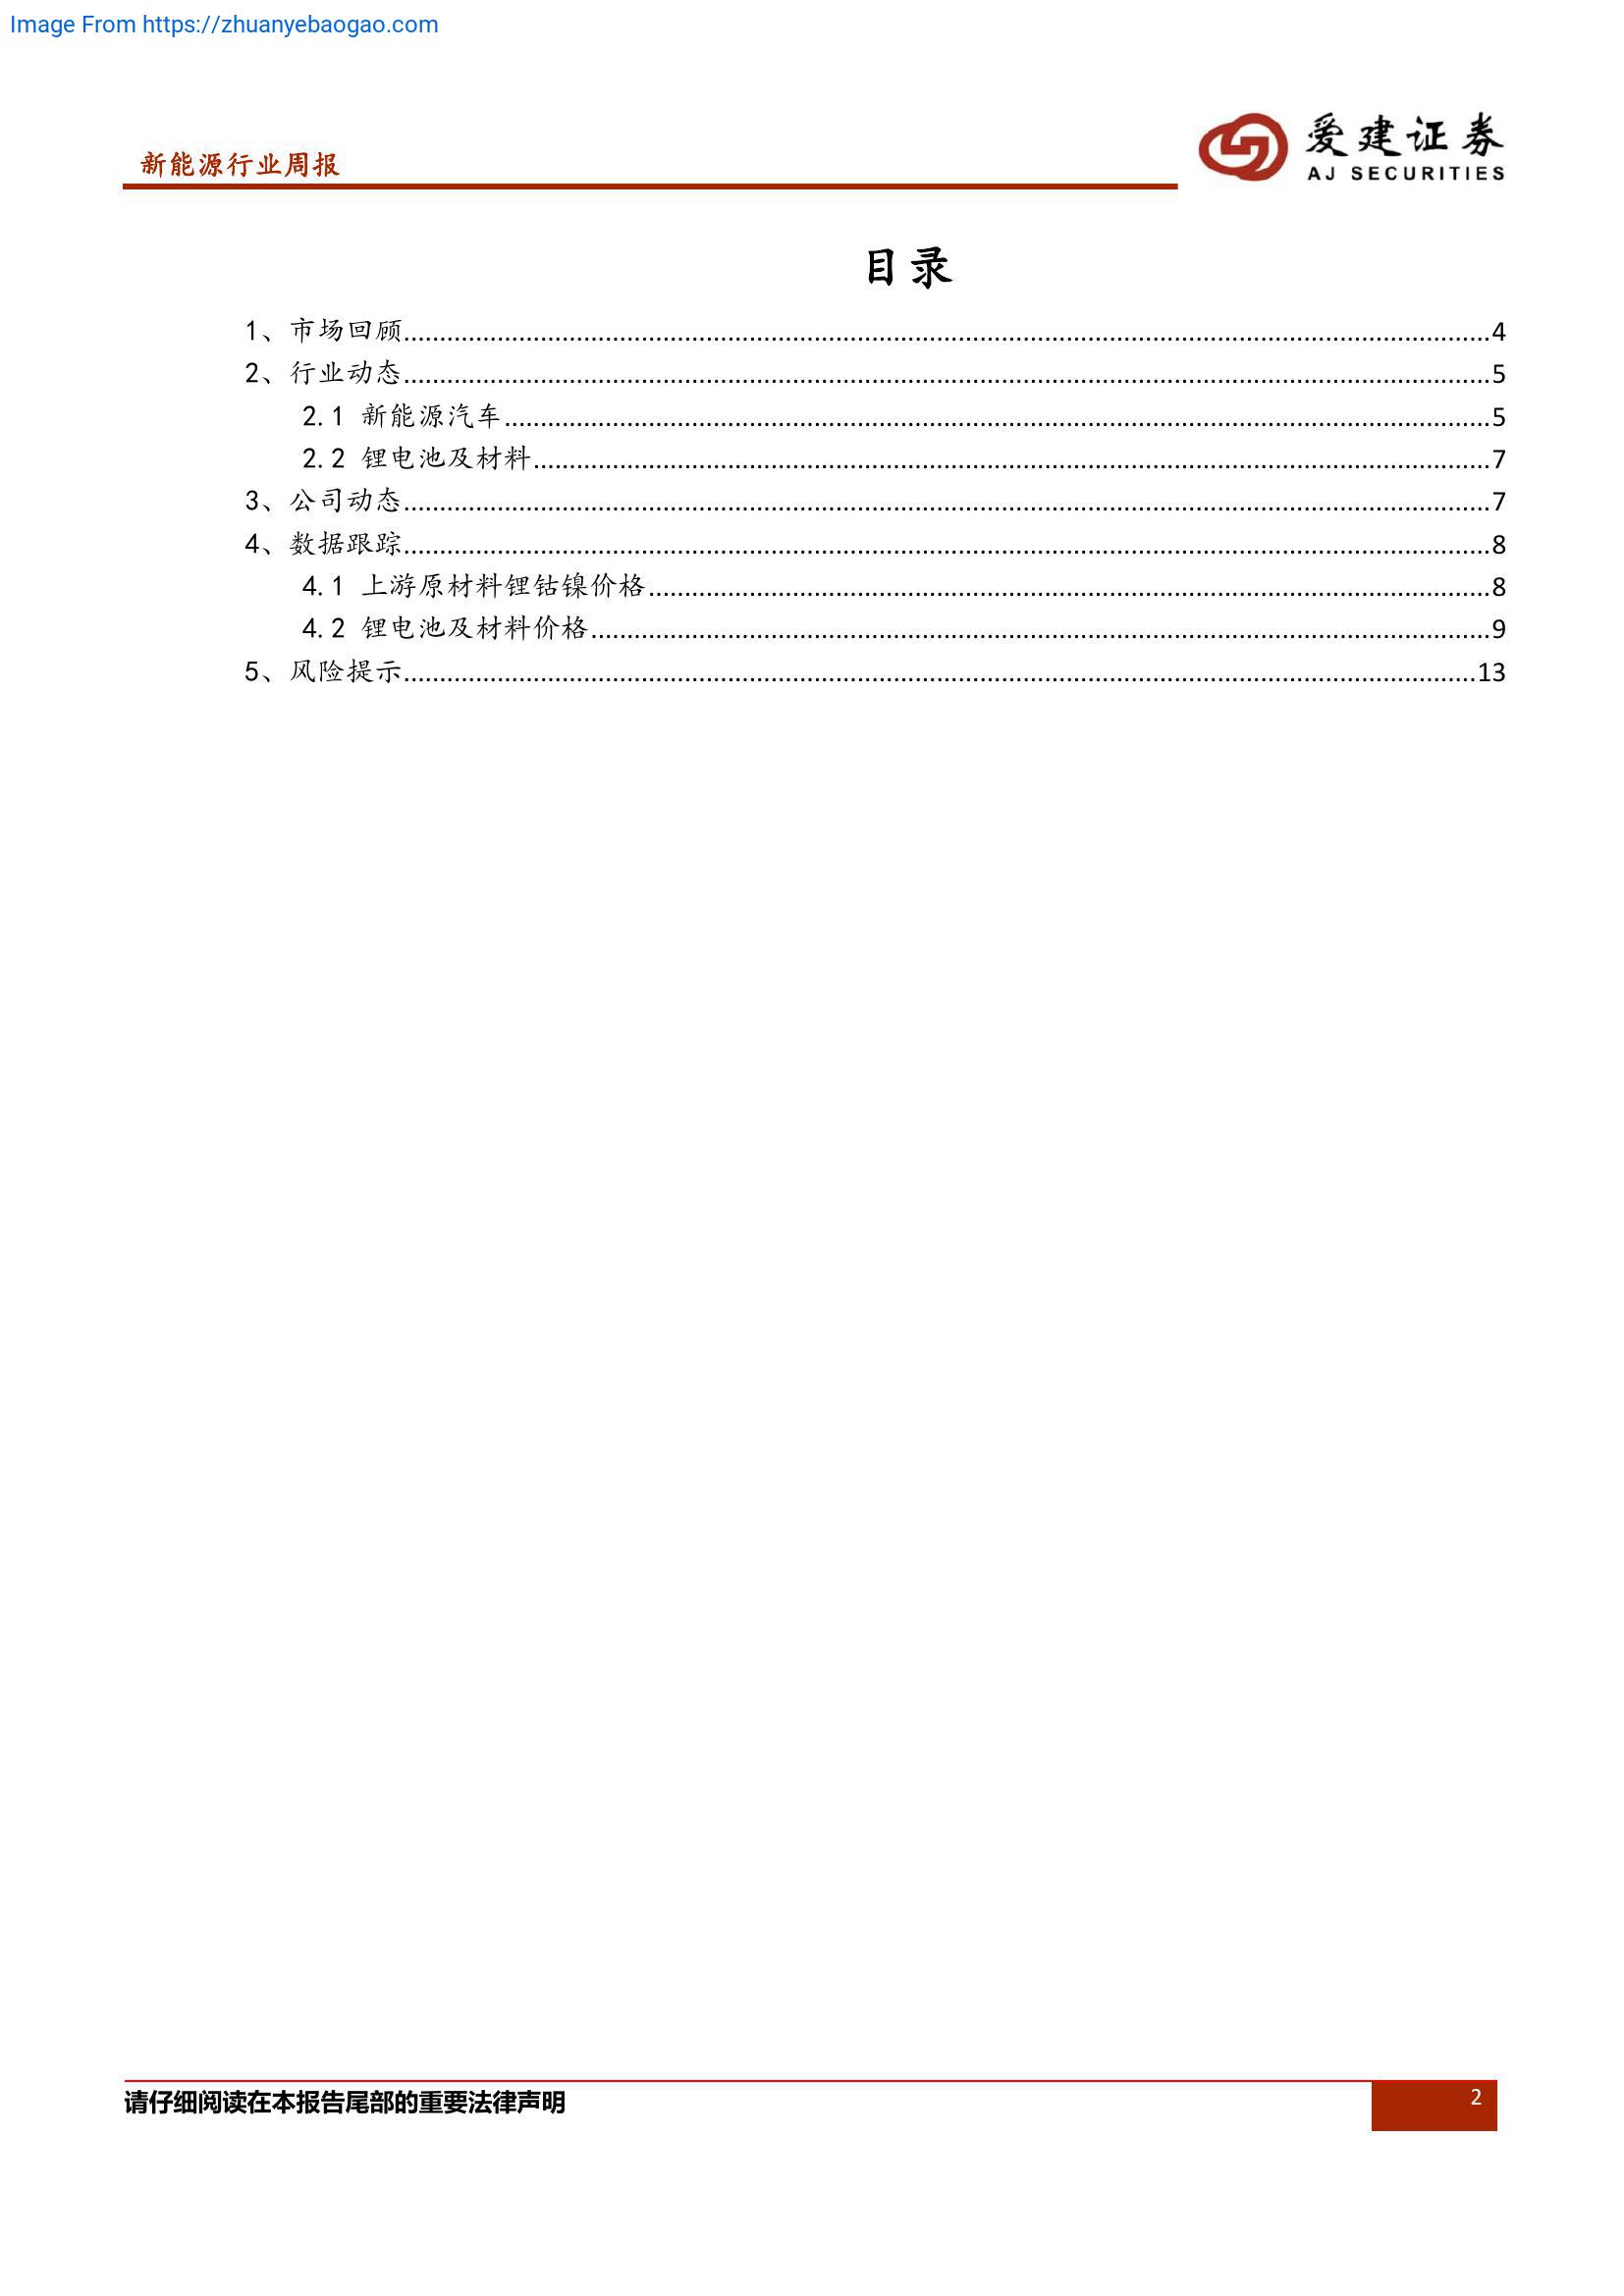 Image From https://zhuanyebaogao.com
爱建证券
新能源行业周报
AJ SECURITIES
目录
1、市场回顾........................................4
2、行业动态........................................5
2.1 新能源汽车........................................5
2.2 锂电池及材料........................................7
3、公司动态........................................7
4、数据跟踪........................................8
4.1 上游原材料锂钴镍价格........................................8
4.2 锂电池及材料价格........................................9
5、风险提示........................................13
请仔细阅读在本报告尾部的重要法律声明
2